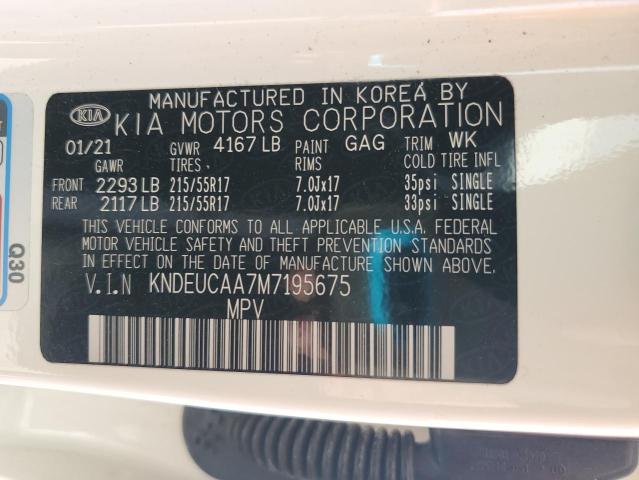 MANUFACTURED IN KOREA BY
KIA KIA MOTORS CORPORATION
01/21 GVWR 4167 LB PAINT GAG TRIM WK
GAWR TIRES RIMS COLD TIRE INFL
FRONT 2293 LB 215/55R17 7.0Jx17 35psi SINGLE
REAR 2117 LB 215/55R17 7.0Jx17 33psi SINGLE
THIS VEHICLE CONFORMS TO ALL APPLICABLE U.S.A. FEDERAL
MOTOR VEHICLE SAFETY AND THEFT PREVENTION STANDARDS
IN EFFECT ON THE DATE OF MANUFACTURE SHOWN ABOVE.
V.I.N KNDEUCAA7M7195675
MPV
Q30